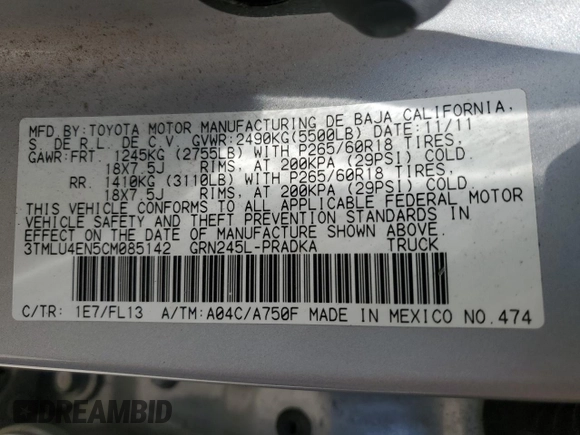 MFD.BY:TOYOTA MOTOR MANUFACTURING DE BAJA CALIFORNIA,
S. DE R.L. DE C.V. GVWR:2490KG(5500LB) DATE:11/11
GAWR:FRT. 1245KG (2755LB) WITH P265/60R18 TIRES,
18X7.5J RIMS, AT 200KPA (29PSI) COLD.
RR. 1410KG (3110LB) WITH P265/60R18 TIRES,
18X7.5J RIMS, AT 200KPA (29PSI) COLD.
THIS VEHICLE CONFORMS TO ALL APPLICABLE FEDERAL MOTOR
VEHICLE SAFETY AND THEFT PREVENTION STANDARDS IN
EFFECT ON THE DATE OF MANUFACTURE SHOWN ABOVE.
3TMLU4EN5CM085142 GRN245L-PRADKA TRUCK
C/TR: 1E7/FL13 A/TM:A04C/A750F MADE IN MEXICO NO.474
DREAMBID